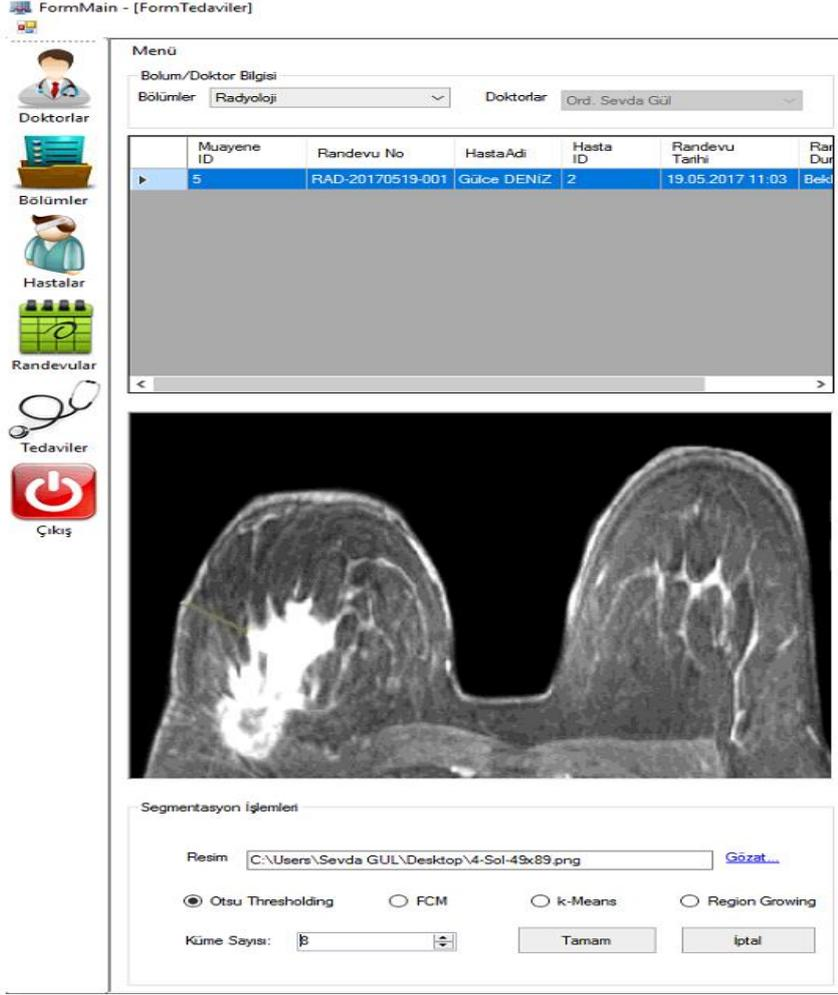 FormMain - [FormTedaviler]
Doktorlar
Bölümler
Hastalar
Randevular
Tedaviler
Çıkış
Menü
Bolum/Doktor Bilgisi
Bölümler Radyoloji Doktorlar Ord. Sevda Gül
Muayene ID Randevu No HastaAdi Hasta ID Randevu Tarihi Ran Dur
5 RAD-20170519-001 Gülce DENİZ 2 19.05.2017 11:03 Bekl
Segmentasyon İşlemleri
Resim C:\Users\Sevda GUL\Desktop\4-Sol-49x89.png Gözat...
Otsu Thresholding FCM k-Means Region Growing
Küme Sayısı: 8 Tamam İptal